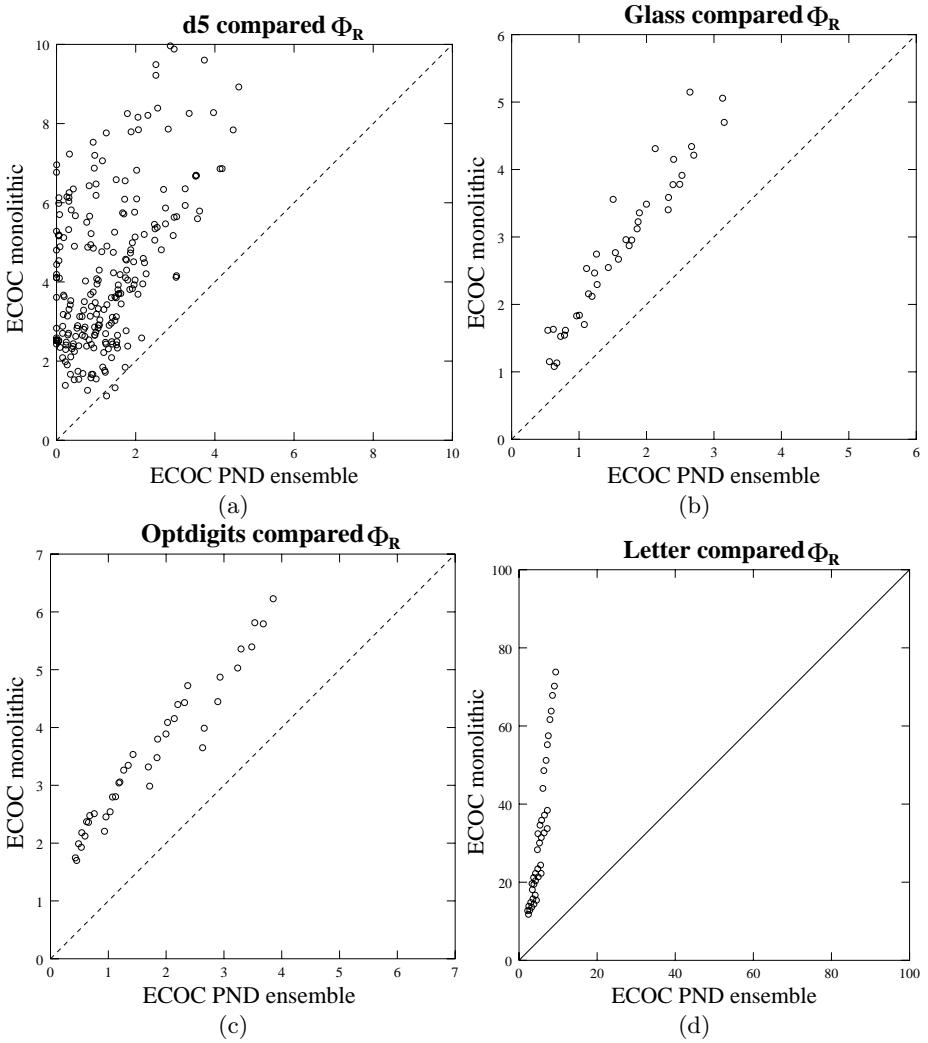 d5 compared Φ_R
10
8
6
4
2
0
ECOC monolithic
0 2 4 6 8 10
ECOC PND ensemble
(a)
Glass compared Φ_R
6
5
4
3
2
1
0
ECOC monolithic
0 1 2 3 4 5 6
ECOC PND ensemble
(b)
Optdigits compared Φ_R
7
6
5
4
3
2
1
0
ECOC monolithic
0 1 2 3 4 5 6 7
ECOC PND ensemble
(c)
Letter compared Φ_R
100
80
60
40
20
0
ECOC monolithic
0 20 40 60 80 100
ECOC PND ensemble
(d)